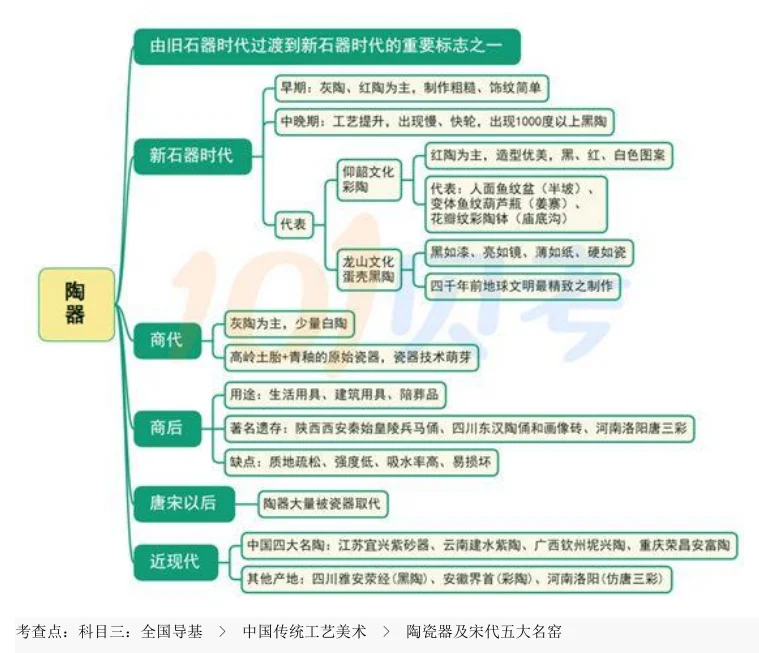 由旧石器时代过渡到新石器时代的重要标志之一
早期：灰陶、红陶为主，制作粗糙、饰纹简单
中晚期：工艺提升，出现慢、快轮，出现1000度以上黑陶
新石器时代
红陶为主，造型优美，黑、红、白色图案
仰韶文化
彩陶
代表：人面鱼纹盆（半坡）、
变体鱼纹葫芦瓶（姜寨）、
花瓣纹彩陶钵（庙底沟）
代表
黑如漆、亮如镜、薄如纸、硬如瓷
龙山文化
蛋壳黑陶
四千年前地球文明最精致之制作
陶
器
灰陶为主，少量白陶
商代
高岭土胎+青釉的原始瓷器，瓷器技术萌芽
用途：生活用具、建筑用具、陪葬品
商后
著名遗存：陕西西安秦始皇陵兵马俑、四川东汉陶俑和画像砖、河南洛阳唐三彩
缺点：质地疏松、强度低、吸水率高、易损坏
唐宋以后
陶器大量被瓷器取代
中国四大名陶：江苏宜兴紫砂器、云南建水紫陶、广西钦州坭兴陶、重庆荣昌安富陶
近现代
其他产地：四川雅安荥经(黑陶)、安徽界首(彩陶)、河南洛阳(仿唐三彩)
101贝考
考查点：科目三：全国导基 > 中国传统工艺美术 > 陶瓷器及宋代五大名窑